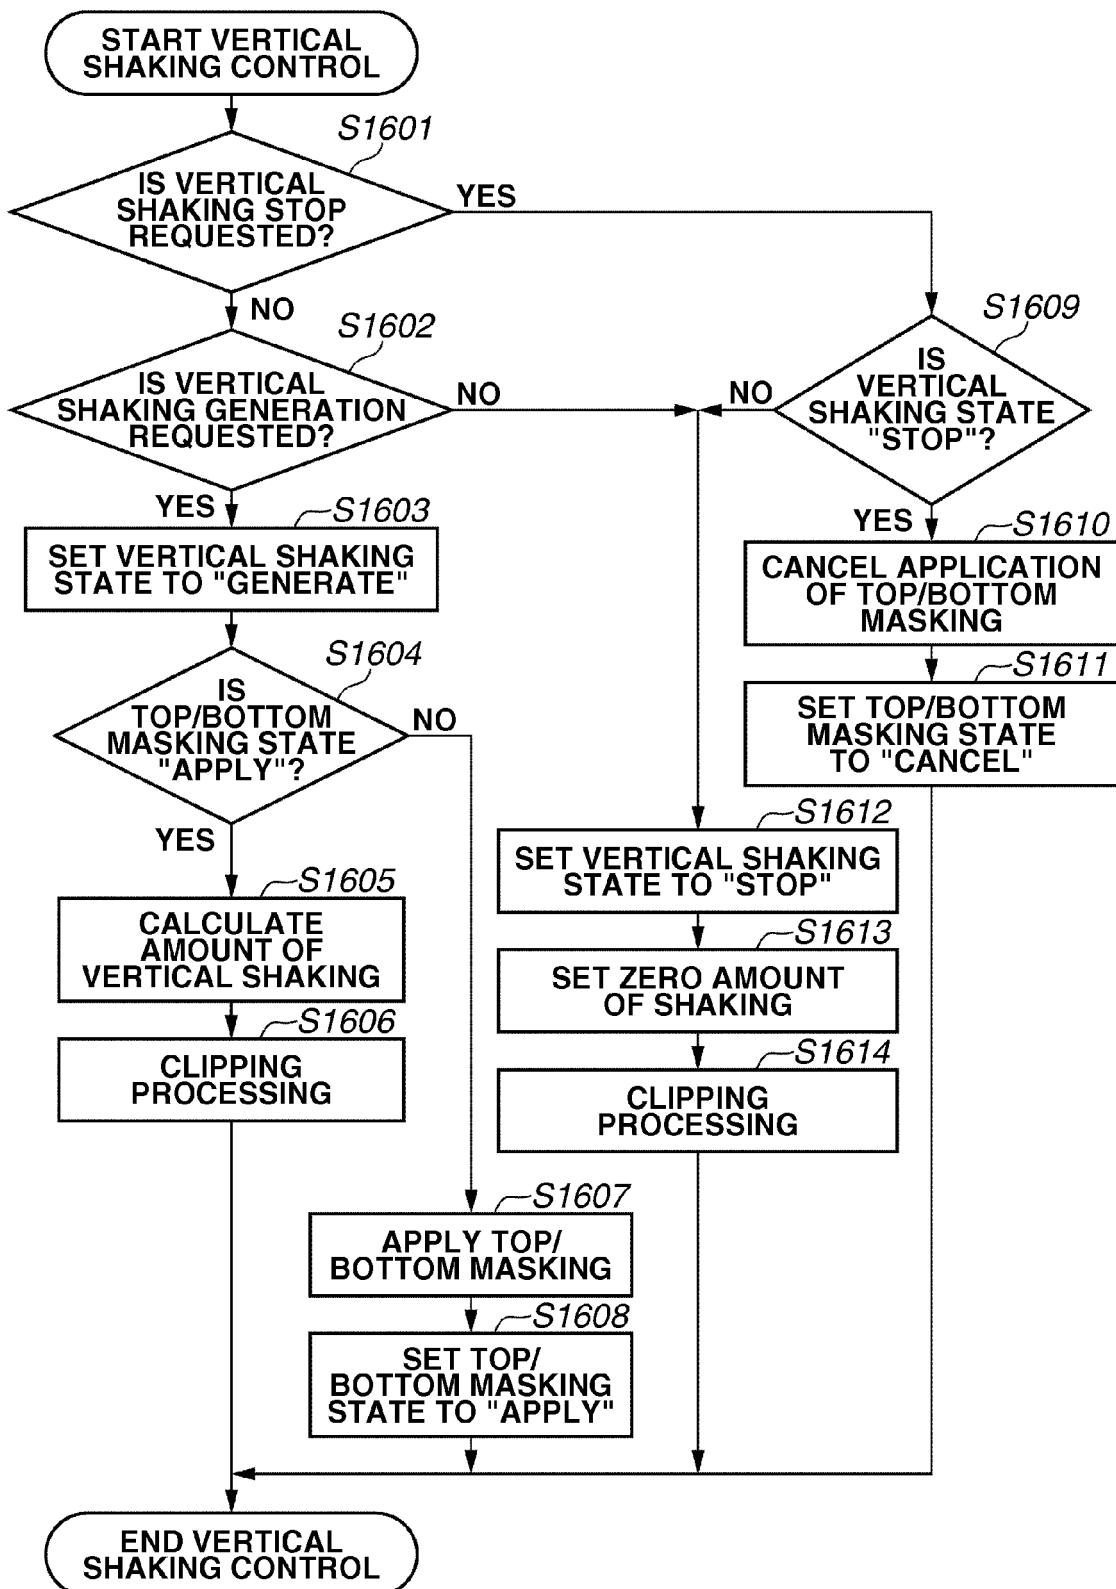 START VERTICAL
SHAKING CONTROL
S1601
IS VERTICAL
SHAKING STOP
REQUESTED?
YES
NO
S1602
IS VERTICAL
SHAKING GENERATION
REQUESTED?
NO
YES
S1603
SET VERTICAL SHAKING
STATE TO "GENERATE"
S1604
IS
TOP/BOTTOM
MASKING STATE
"APPLY"?
NO
YES
S1605
CALCULATE
AMOUNT OF
VERTICAL SHAKING
S1606
CLIPPING
PROCESSING
S1607
APPLY TOP/
BOTTOM MASKING
S1608
SET TOP/
BOTTOM MASKING
STATE TO "APPLY"
S1609
IS
VERTICAL
SHAKING STATE
"STOP"?
NO
YES
S1610
CANCEL APPLICATION
OF TOP/BOTTOM
MASKING
S1611
SET TOP/BOTTOM
MASKING STATE
TO "CANCEL"
S1612
SET VERTICAL SHAKING
STATE TO "STOP"
S1613
SET ZERO AMOUNT
OF SHAKING
S1614
CLIPPING
PROCESSING
END VERTICAL
SHAKING CONTROL